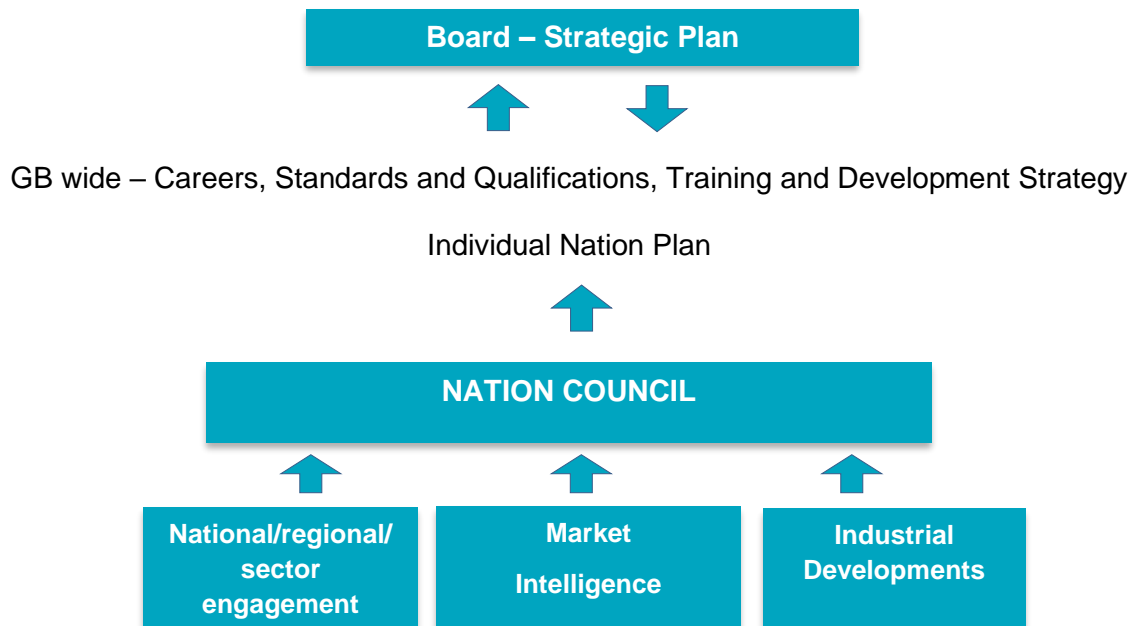 Board – Strategic Plan
GB wide – Careers, Standards and Qualifications, Training and Development Strategy
Individual Nation Plan
NATION COUNCIL
National/regional/
sector
engagement
Market
Intelligence
Industrial
Developments